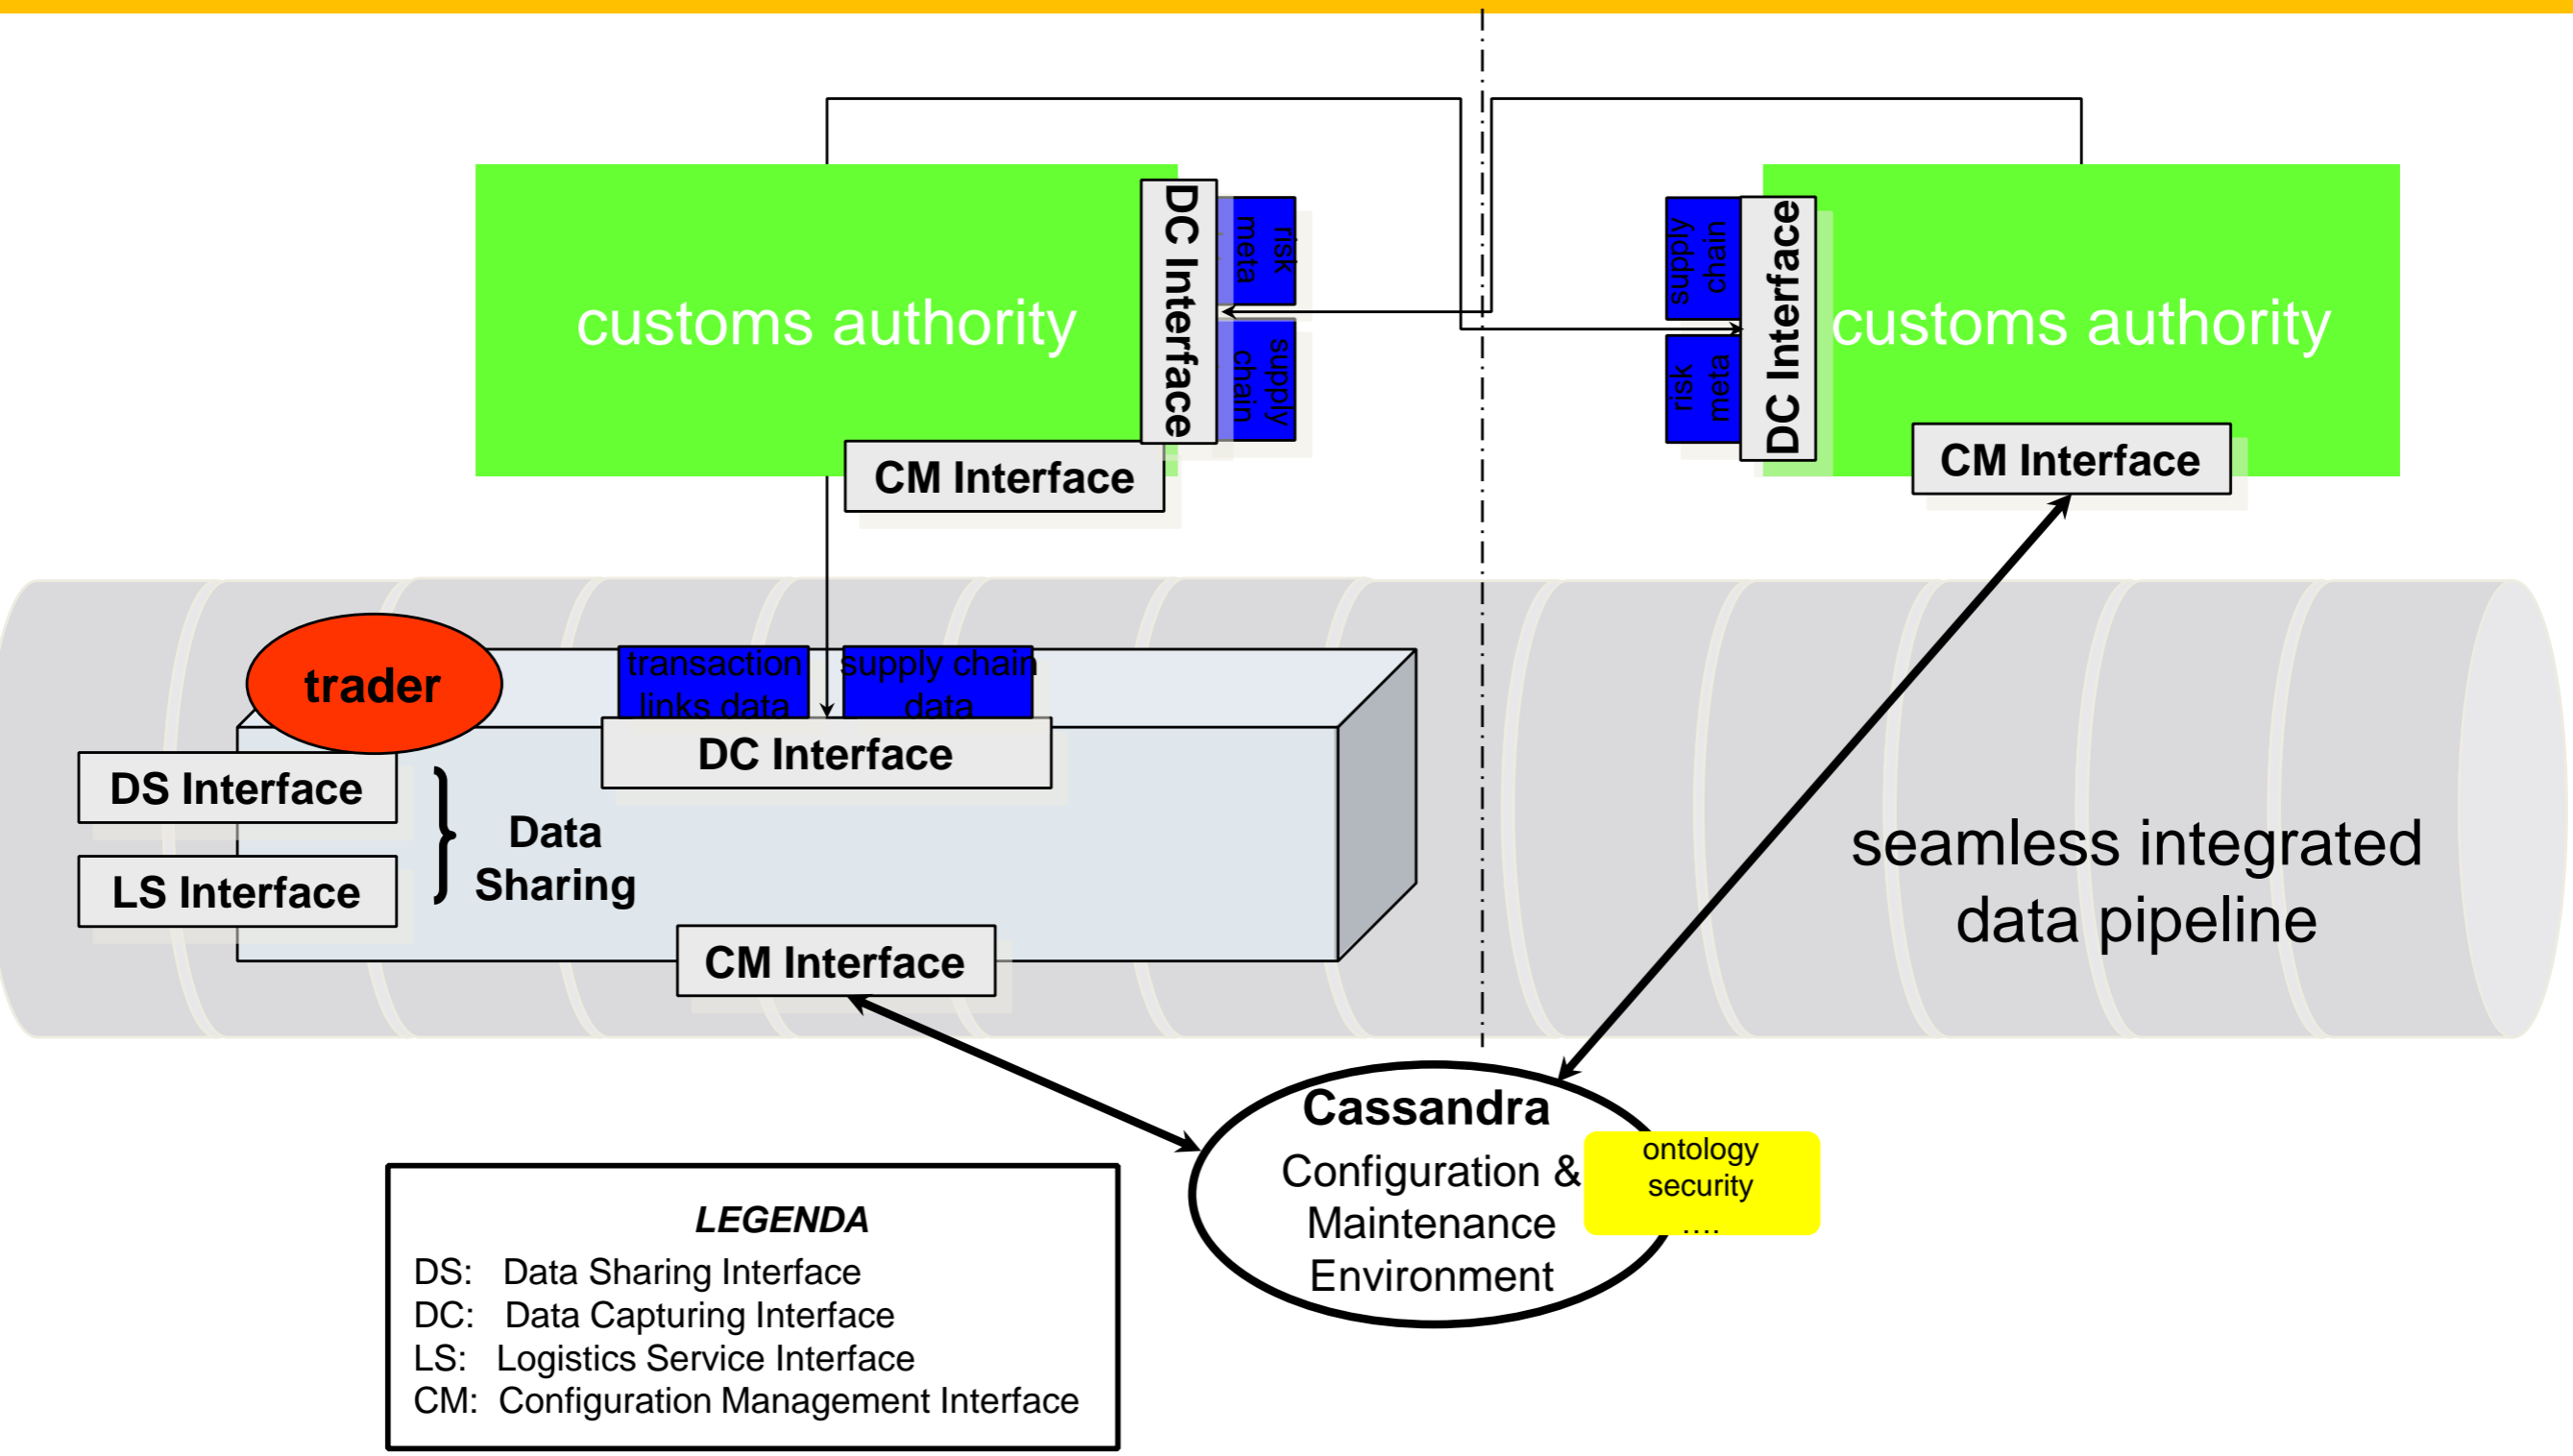 customs authority
DC Interface
risk
meta
supply
chain
CM Interface
supply
chain
risk
meta
DC Interface
customs authority
CM Interface
trader
transaction
links data
supply chain
data
DC Interface
DS Interface
LS Interface
Data
Sharing
CM Interface
seamless integrated
data pipeline
Cassandra
Configuration &
Maintenance
Environment
ontology
security
....
LEGENDA
DS: Data Sharing Interface
DC: Data Capturing Interface
LS: Logistics Service Interface
CM: Configuration Management Interface